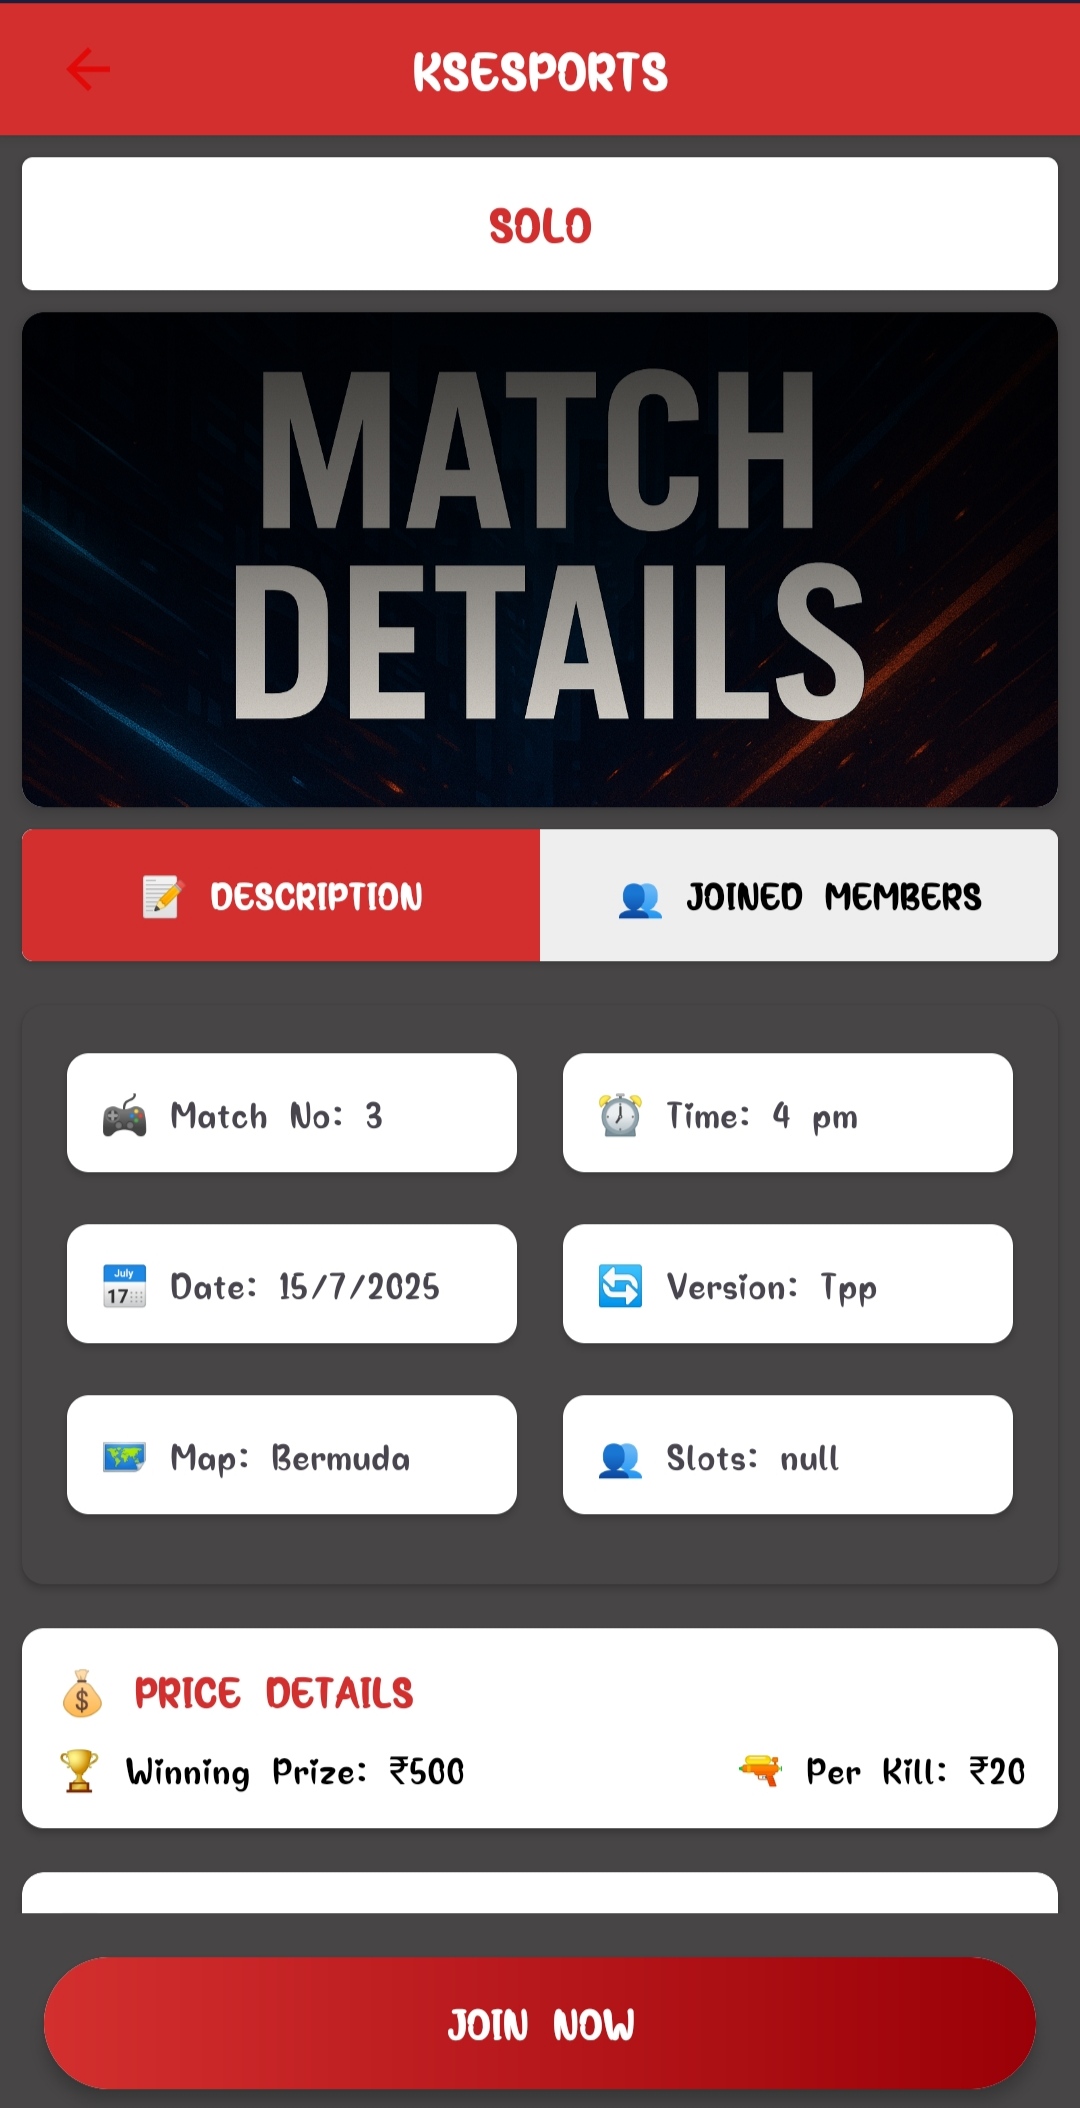 KSESPORTS
SOLO
MATCH
DETAILS
DESCRIPTION
JOINED MEMBERS
Match No: 3
Time: 4 pm
July
17
Date: 15/7/2025
Version: Tpp
Map: Bermuda
Slots: null
PRICE DETAILS
Winning Prize: ₹500
Per Kill: ₹20
JOIN NOW